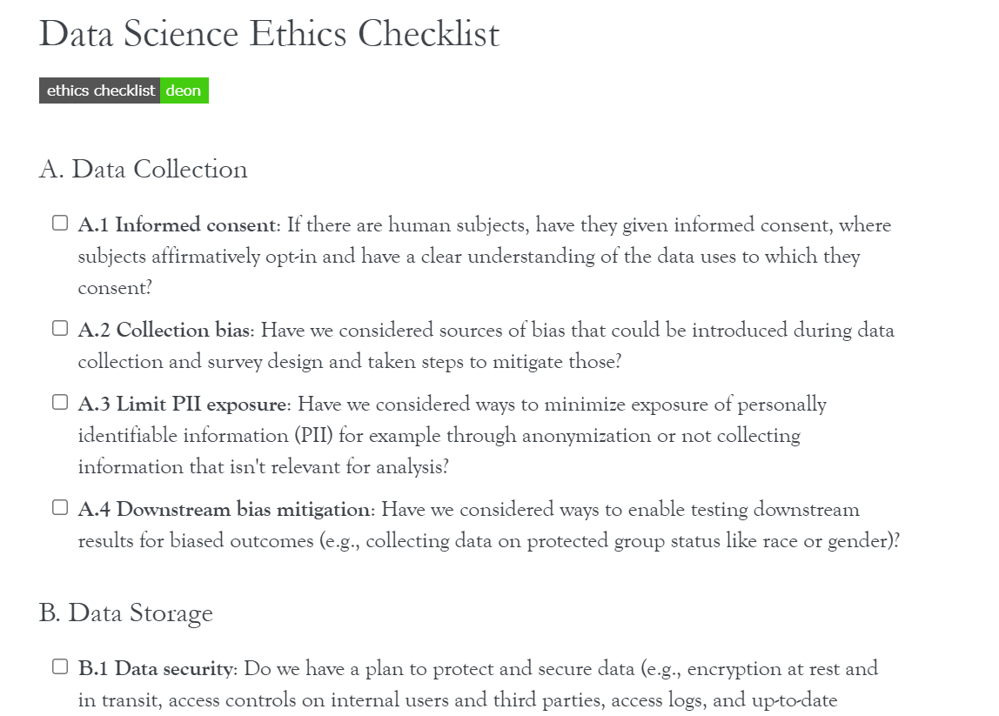 Data Science Ethics Checklist
ethics checklist deon
A. Data Collection
A.1 Informed consent: If there are human subjects, have they given informed consent, where
subjects affirmatively opt-in and have a clear understanding of the data uses to which they
consent?
A.2 Collection bias: Have we considered sources of bias that could be introduced during data
collection and survey design and taken steps to mitigate those?
A.3 Limit PII exposure: Have we considered ways to minimize exposure of personally
identifiable information (PII) for example through anonymization or not collecting
information that isn't relevant for analysis?
A.4 Downstream bias mitigation: Have we considered ways to enable testing downstream
results for biased outcomes (e.g., collecting data on protected group status like race or gender)?
B. Data Storage
B.1 Data security: Do we have a plan to protect and secure data (e.g., encryption at rest and
in transit, access controls on internal users and third parties, access logs, and up-to-date